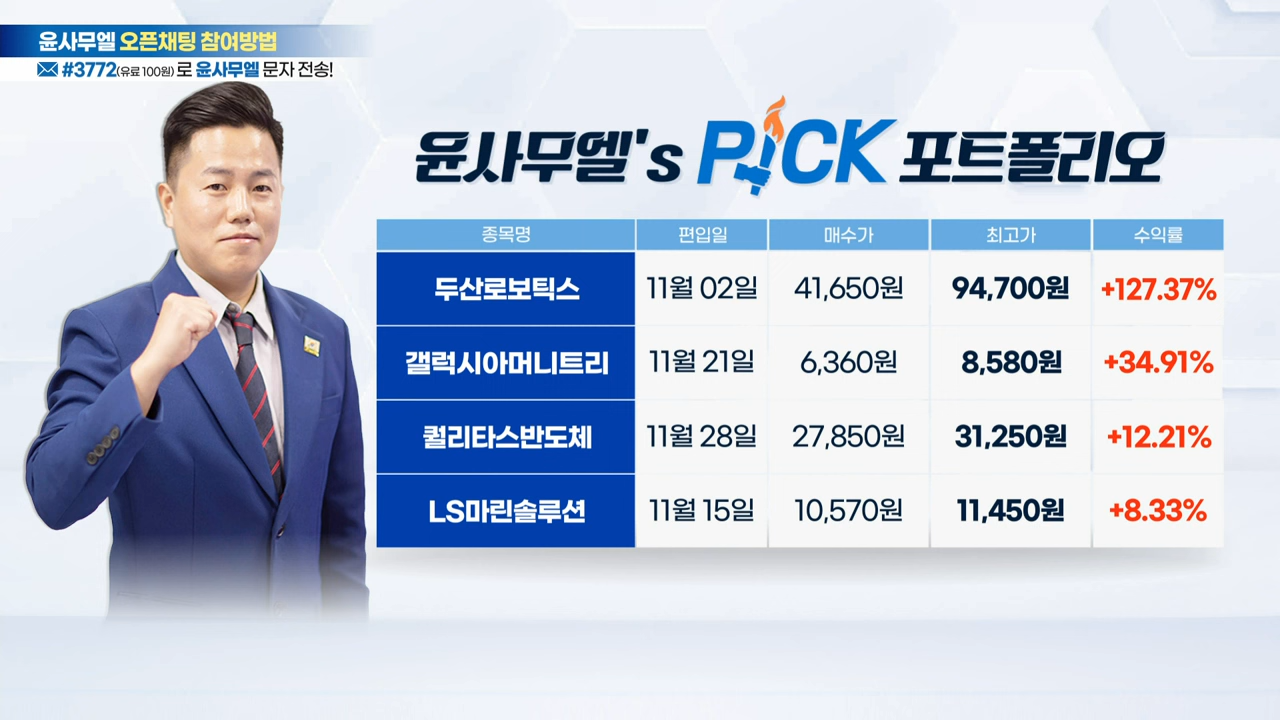 윤사무엘 오픈채팅 참여방법
#3772(유료 100원)로 윤사무엘 문자 전송!
윤사무엘's PICK 포트폴리오
종목명 편입일 매수가 최고가 수익률
두산로보틱스 11월 02일 41,650원 94,700원 +127.37%
갤럭시아머니트리 11월 21일 6,360원 8,580원 +34.91%
퀄리타스반도체 11월 28일 27,850원 31,250원 +12.21%
LS마린솔루션 11월 15일 10,570원 11,450원 +8.33%